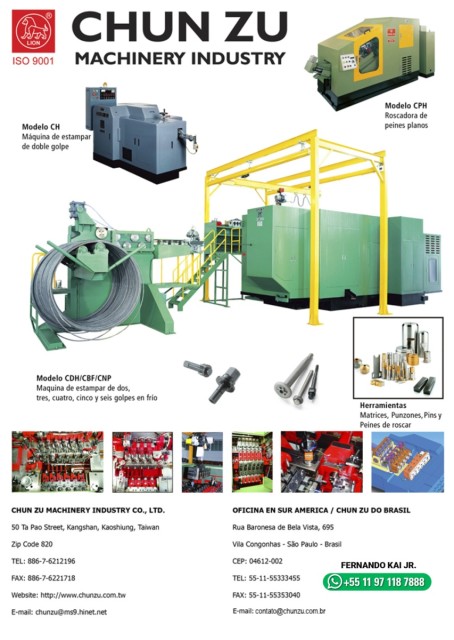 CHUN ZU
MACHINERY INDUSTRY
LION
ISO 9001
Modelo CPH
Roscadora de
peines planos
Modelo CH
Máquina de estampar
de doble golpe
Modelo CDH/CBF/CNP
Maquina de estampar de dos,
tres, cuatro, cinco y seis golpes en frío
Herramientas
Matrices, Punzones, Pins y
Peines de roscar
CHUN ZU MACHINERY INDUSTRY CO., LTD.
50 Ta Pao Street, Kangshan, Kaoshiung, Taiwan
Zip Code 820
TEL: 886-7-6212196
FAX: 886-7-6221718
Website: http://www.chunzu.com.tw
E-mail: chunzu@ms9.hinet.net
OFICINA EN SUR AMERICA / CHUN ZU DO BRASIL
Rua Baronesa de Bela Vista, 695
Vila Congonhas - São Paulo - Brasil
CEP: 04612-002
TEL: 55-11-55333455
FAX: 55-11-55353040
E-mail: contato@chunzu.com.br
FERNANDO KAI JR.
+55 11 97 118 7888